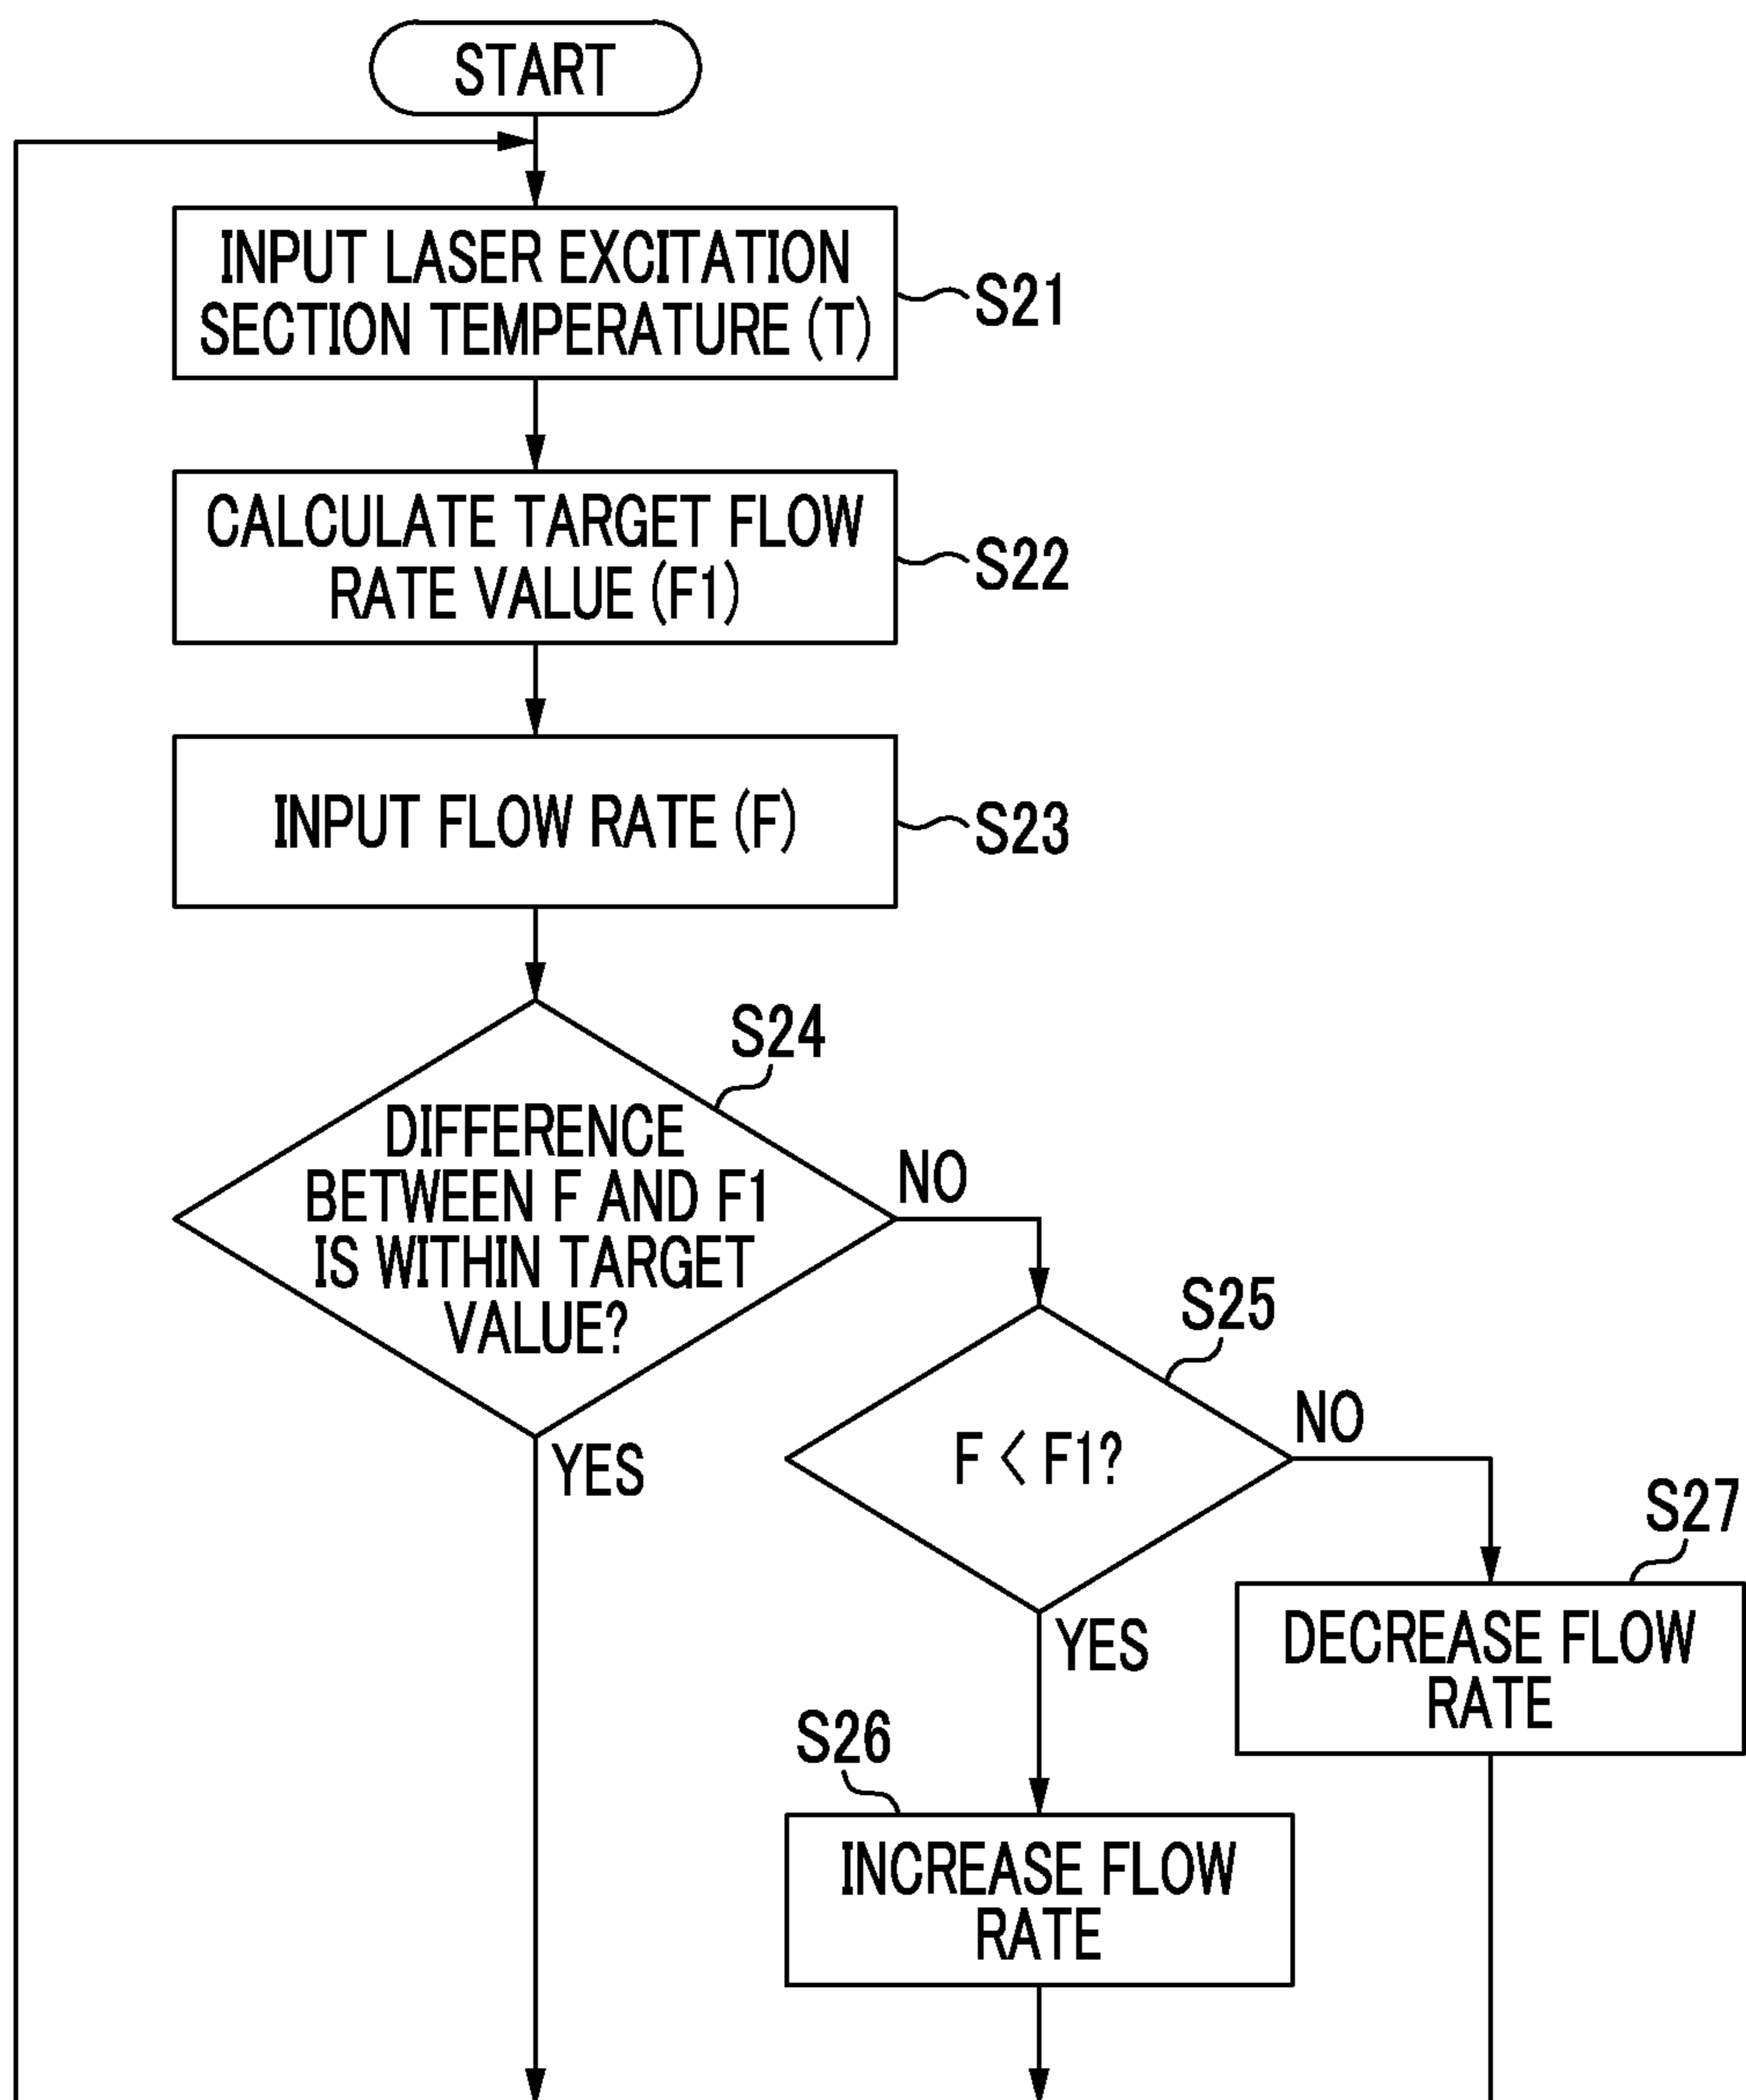 START
INPUT LASER EXCITATION
SECTION TEMPERATURE (T)
S21
CALCULATE TARGET FLOW
RATE VALUE (F1)
S22
INPUT FLOW RATE (F)
S23
S24
DIFFERENCE
BETWEEN F AND F1
IS WITHIN TARGET
VALUE?
NO
YES
S25
F < F1?
NO
YES
S27
DECREASE FLOW
RATE
S26
INCREASE FLOW
RATE